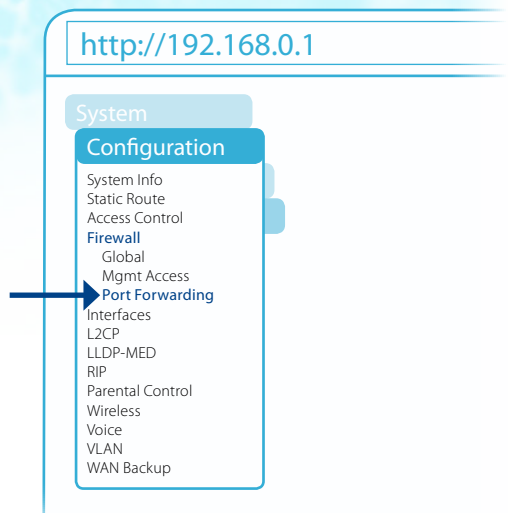 http://192.168.0.1
System
Configuration
System Info
Static Route
Access Control
Firewall
Global
Mgmt Access
Port Forwarding
Interfaces
L2CP
LLDP-MED
RIP
Parental Control
Wireless
Voice
VLAN
WAN Backup